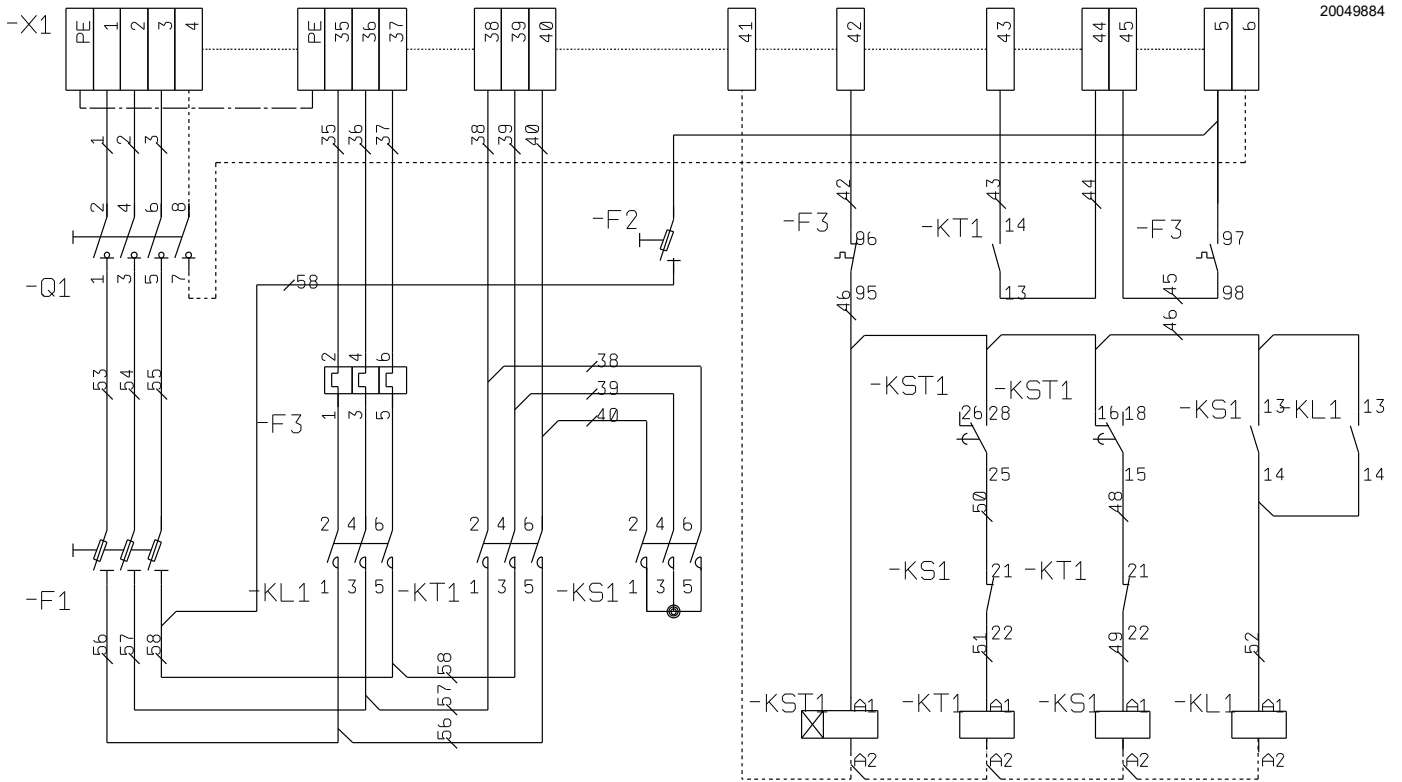 20049884
-X1 PE 1 2 3 4 PE 35 36 37 38 39 40 41 42 43 44 45 5 6
1 2 3 35 36 37 38 39 40
42 43 44
2 4 6 8 -F2 -F3 96 -KT1 14 -F3 97
-Q1 1 3 5 7 58 46 95 13 45 98
46
2 4 6 38
53 54 55 39 -KST1 -KST1
-F3 1 3 5 40 26 28 16 18 -KS1 13 -KL1 13
25 15 14 14
50 48
2 4 6 2 4 6 2 4 6
-F1 -KL1 1 3 5 -KT1 1 3 5 -KS1 1 3 5 -KS1 21 -KT1 21
56 57 58 51 22 49 22 52
58
57 -KST1 A1 -KT1 A1 -KS1 A1 -KL1 A1
56
A2 A2 A2 A2